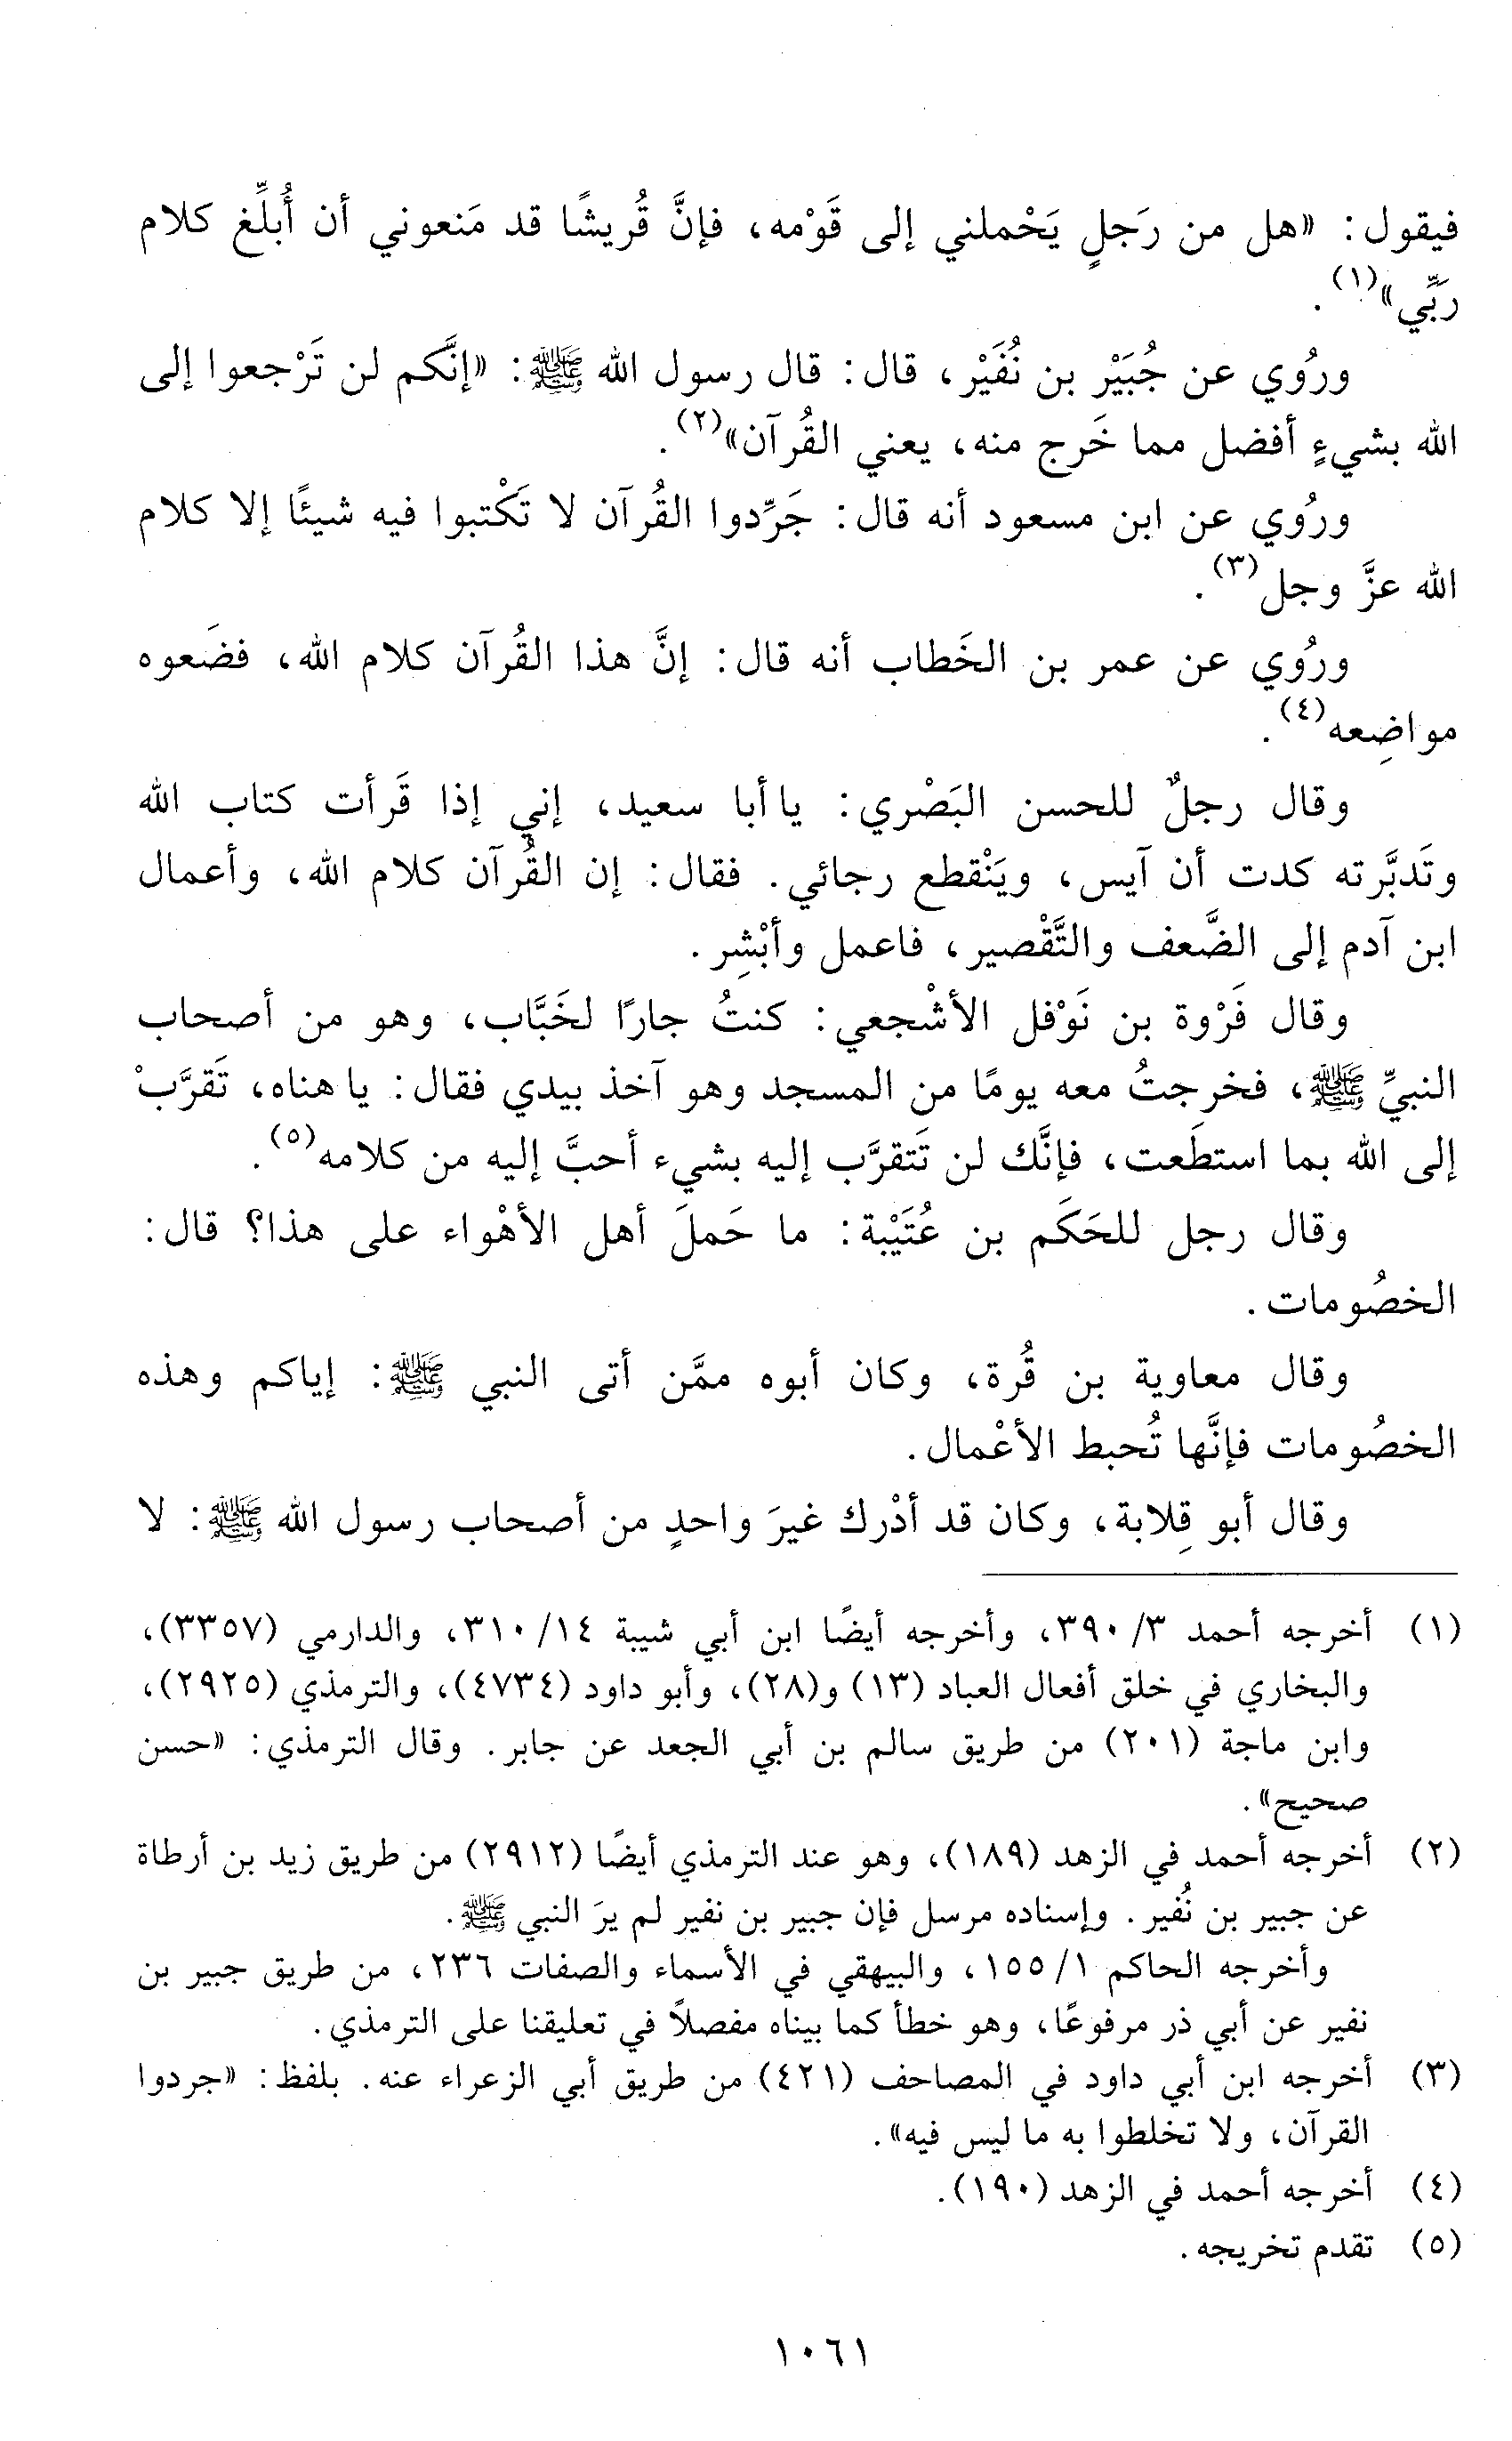 فيقول: «هل من رَجلٍ يَحْملني إلى قَوْمه، فإنَّ قُريشًا قد مَنعوني أن أُبلِّغ كلام
ربِّي»(١).
ورُوي عن جُبَيْر بن نُفَيْر، قال: قال رسول الله ﷺ: «إنَّكم لن تَرْجعوا إلى
الله بشيءٍ أفضل مما خَرج منه، يعني القُرآن»(٢).
ورُوي عن ابن مسعود أنه قال: جَرِّدوا القُرآن لا تَكْتبوا فيه شيئًا إلا كلام
الله عزَّ وجل(٣).
ورُوي عن عمر بن الخَطاب أنه قال: إنَّ هذا القُرآن كلام الله، فضَعوه
مواضِعه(٤).
وقال رجلٌ للحسن البَصْري: يا أبا سعيد، إني إذا قَرأت كتاب الله
وتَدبَّرته كدت أن آيس، ويَنْقطع رجائي. فقال: إن القُرآن كلام الله، وأعمال
ابن آدم إلى الضَّعف والتَّقْصير، فاعمل وأبْشِر.
وقال فَرْوة بن نَوْفل الأشْجعي: كنتُ جارًا لخَبَّاب، وهو من أصحاب
النبيِّ ﷺ، فخرجتُ معه يومًا من المسجد وهو آخذ بيدي فقال: يا هناه، تَقرَّبْ
إلى الله بما استطَعت، فإنَّك لن تَتقرَّب إليه بشيء أحبَّ إليه من كلامه(٥).
وقال رجل للحَكَم بن عُتَيْبة: ما حَملَ أهل الأهْواء على هذا؟ قال:
الخصُومات.
وقال معاوية بن قُرة، وكان أبوه ممَّن أتى النبي ﷺ: إياكم وهذه
الخصُومات فإنَّها تُحبط الأعْمال.
وقال أبو قِلابة، وكان قد أدْرك غيرَ واحدٍ من أصحاب رسول الله ﷺ: لا
(١) أخرجه أحمد ٣/ ٣٩٠، وأخرجه أيضًا ابن أبي شيبة ١٤/ ٣١٠، والدارمي (٣٣٥٧)،
والبخاري في خلق أفعال العباد (١٣) و(٢٨)، وأبو داود (٤٧٣٤)، والترمذي (٢٩٢٥)،
وابن ماجة (٢٠١) من طريق سالم بن أبي الجعد عن جابر. وقال الترمذي: «حسن
صحيح».
(٢) أخرجه أحمد في الزهد (١٨٩)، وهو عند الترمذي أيضًا (٢٩١٢) من طريق زيد بن أرطاة
عن جبير بن نُفير. وإسناده مرسل فإن جبير بن نفير لم يرَ النبي ﷺ.
وأخرجه الحاكم ١/ ١٥٥، والبيهقي في الأسماء والصفات ٢٣٦، من طريق جبير بن
نفير عن أبي ذر مرفوعًا، وهو خطأ كما بيناه مفصلاً في تعليقنا على الترمذي.
(٣) أخرجه ابن أبي داود في المصاحف (٤٢١) من طريق أبي الزعراء عنه. بلفظ: «جردوا
القرآن، ولا تخلطوا به ما ليس فيه».
(٤) أخرجه أحمد في الزهد (١٩٠).
(٥) تقدم تخريجه.
١٠٦١